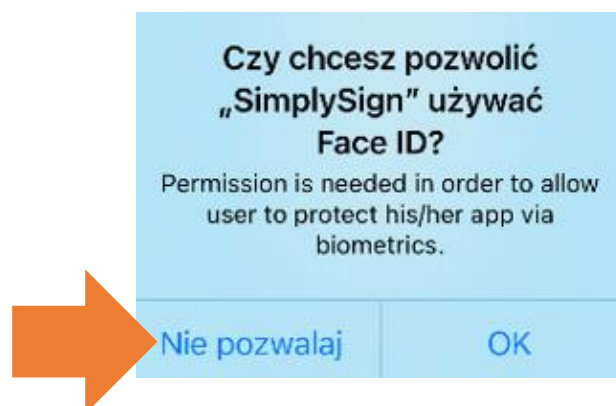 Czy chcesz pozwolić
„SimplySign” używać
Face ID?
Permission is needed in order to allow
user to protect his/her app via
biometrics.
Nie pozwalaj
OK